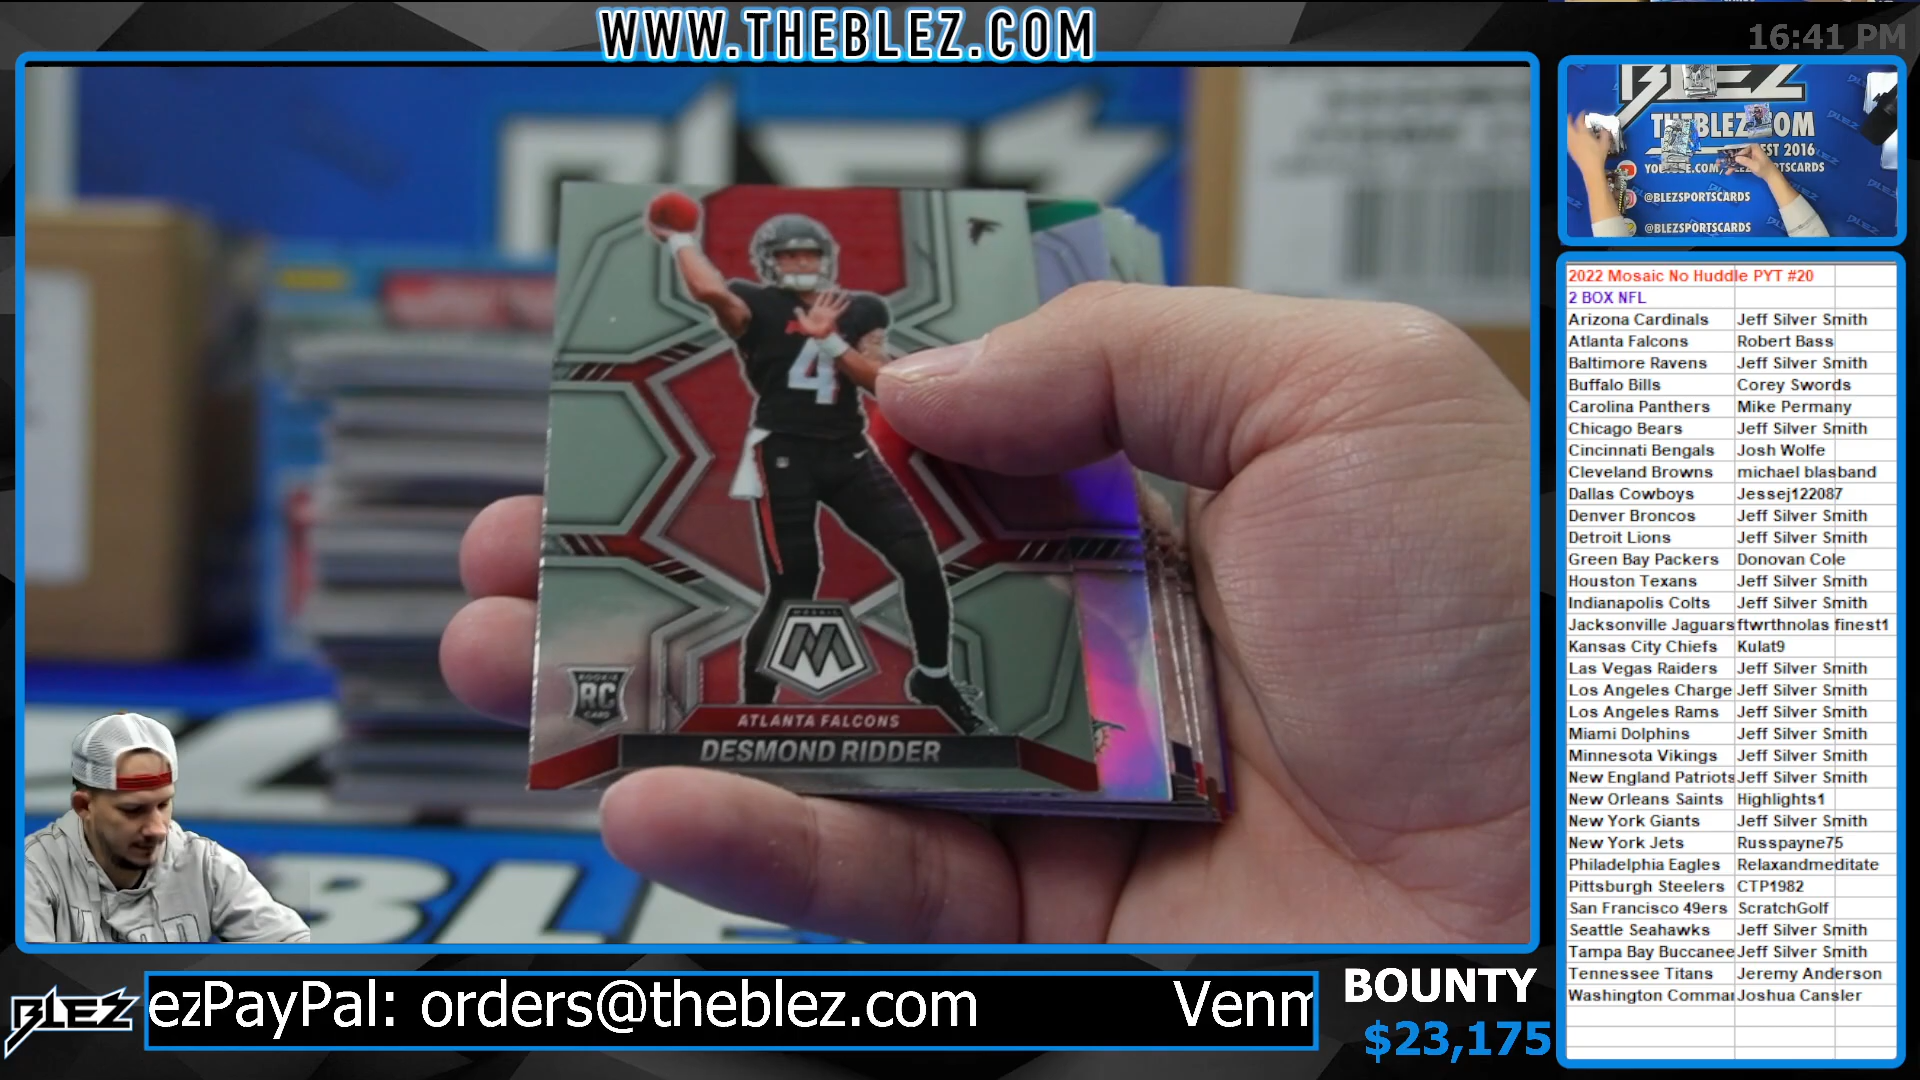 WWW.THEBLEZ.COM
16:41 PM
BLEZ
THEBLEZ.COM
EST 2016
@BLEZSPORTSCARDS
@BLEZSPORTSCARDS
4
MOSAIC
M
ROOKIE
RC
CARD
ATLANTA FALCONS
DESMOND RIDDER
2022 Mosaic No Huddle PYT #20
2 BOX NFL
Arizona Cardinals Jeff Silver Smith
Atlanta Falcons Robert Bass
Baltimore Ravens Jeff Silver Smith
Buffalo Bills Corey Swords
Carolina Panthers Mike Permany
Chicago Bears Jeff Silver Smith
Cincinnati Bengals Josh Wolfe
Cleveland Browns michael blasband
Dallas Cowboys Jessej122087
Denver Broncos Jeff Silver Smith
Detroit Lions Jeff Silver Smith
Green Bay Packers Donovan Cole
Houston Texans Jeff Silver Smith
Indianapolis Colts Jeff Silver Smith
Jacksonville Jaguars ftwrthnolas finest1
Kansas City Chiefs Kulat9
Las Vegas Raiders Jeff Silver Smith
Los Angeles Charge Jeff Silver Smith
Los Angeles Rams Jeff Silver Smith
Miami Dolphins Jeff Silver Smith
Minnesota Vikings Jeff Silver Smith
New England Patriots Jeff Silver Smith
New Orleans Saints Highlights1
New York Giants Jeff Silver Smith
New York Jets Russpayne75
Philadelphia Eagles Relaxandmeditate
Pittsburgh Steelers CTP1982
San Francisco 49ers ScratchGolf
Seattle Seahawks Jeff Silver Smith
Tampa Bay Buccanee Jeff Silver Smith
Tennessee Titans Jeremy Anderson
Washington Comma Joshua Cansler
BLEZ
ezPayPal: orders@theblez.com Venm
BOUNTY
$23,175